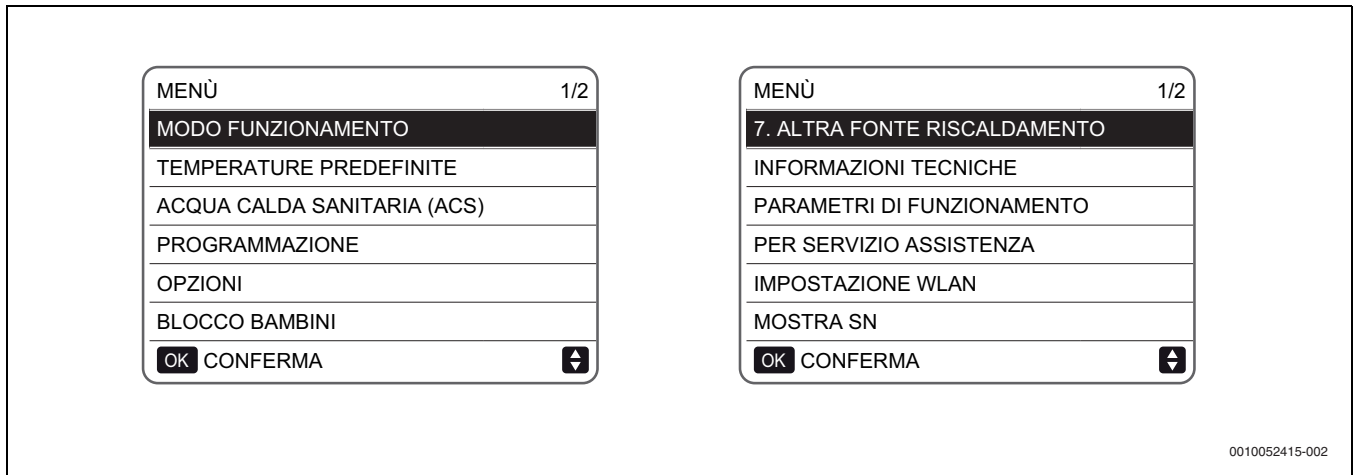 MENÙ 1/2
MODO FUNZIONAMENTO
TEMPERATURE PREDEFINITE
ACQUA CALDA SANITARIA (ACS)
PROGRAMMAZIONE
OPZIONI
BLOCCO BAMBINI
OK CONFERMA
MENÙ 1/2
7. ALTRA FONTE RISCALDAMENTO
INFORMAZIONI TECNICHE
PARAMETRI DI FUNZIONAMENTO
PER SERVIZIO ASSISTENZA
IMPOSTAZIONE WLAN
MOSTRA SN
OK CONFERMA
0010052415-002